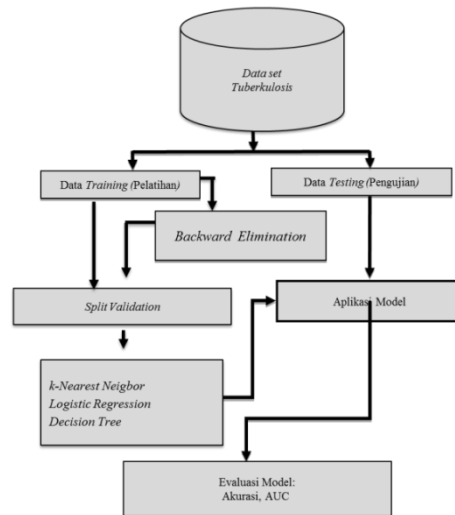 Data set
Tuberkulosis
Data Training (Pelatihan)
Data Testing (Pengujian)
Backward Elimination
Split Validation
Aplikasi Model
k-Nearest Neigbor
Logistic Regression
Decision Tree
Evaluasi Model:
Akurasi, AUC